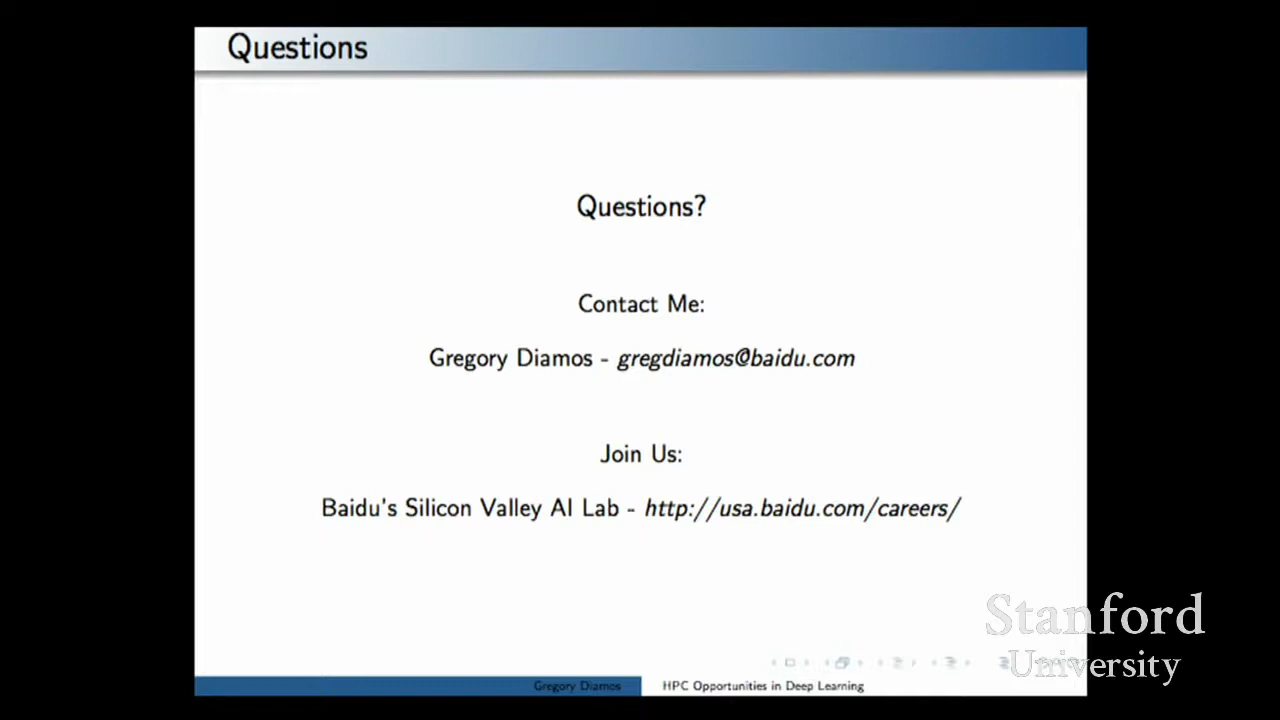 Questions
Questions?
Contact Me:
Gregory Diamos - gregdiamos@baidu.com
Join Us:
Baidu's Silicon Valley AI Lab - http://usa.baidu.com/careers/
Stanford
University
Gregory Diamos
HPC Opportunities in Deep Learning